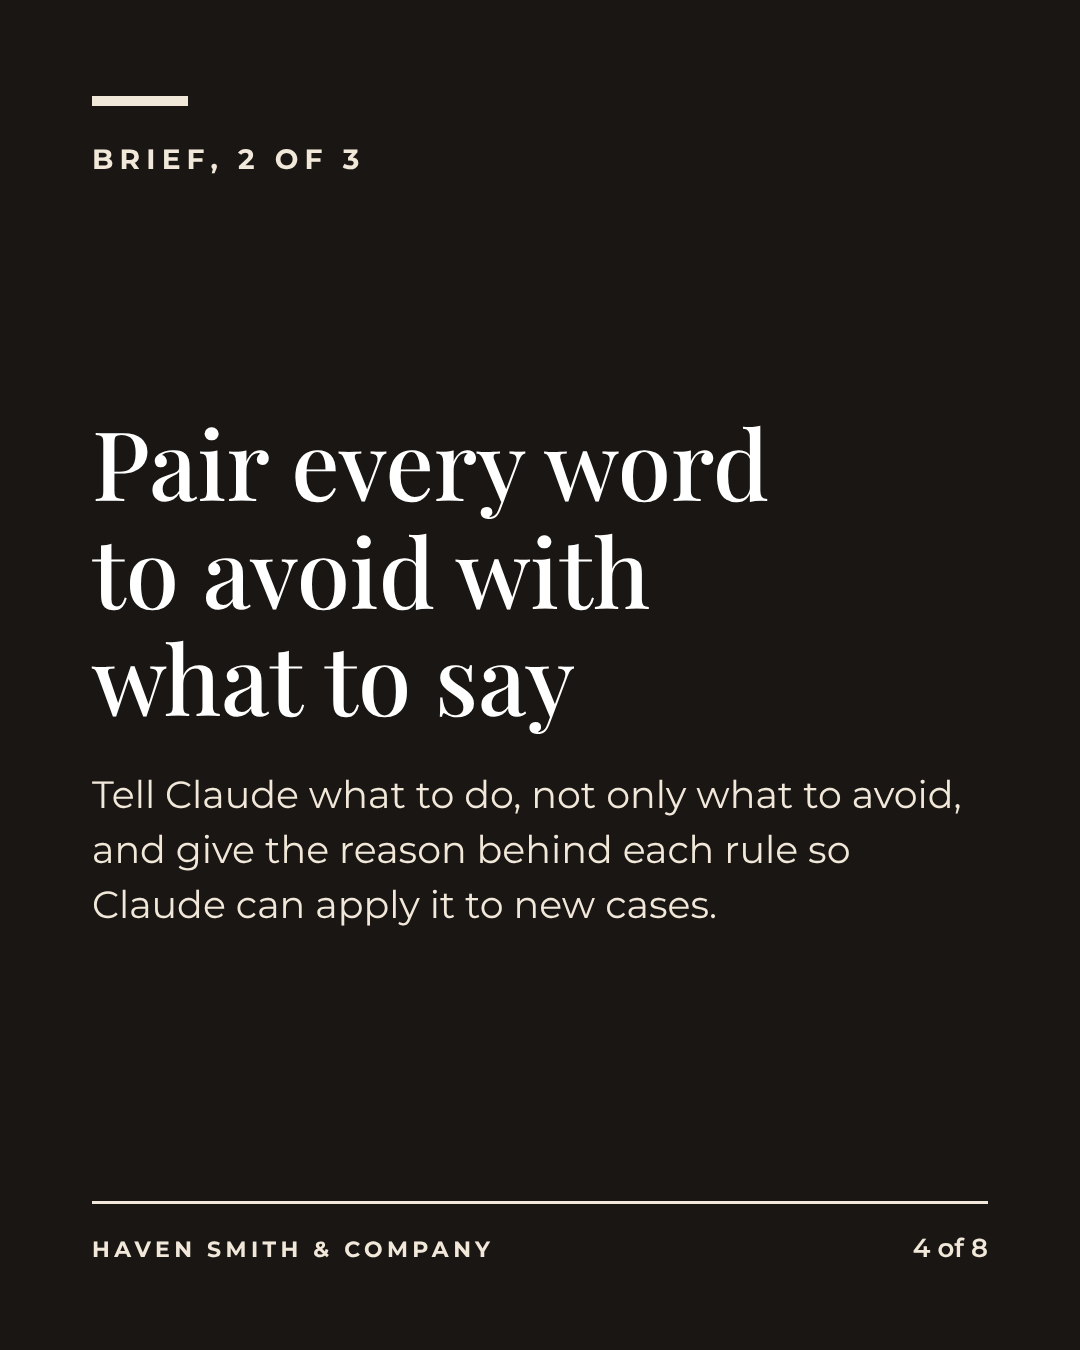 BRIEF, 2 OF 3
Pair every word
to avoid with
what to say
Tell Claude what to do, not only what to avoid,
and give the reason behind each rule so
Claude can apply it to new cases.
HAVEN SMITH & COMPANY
4 of 8